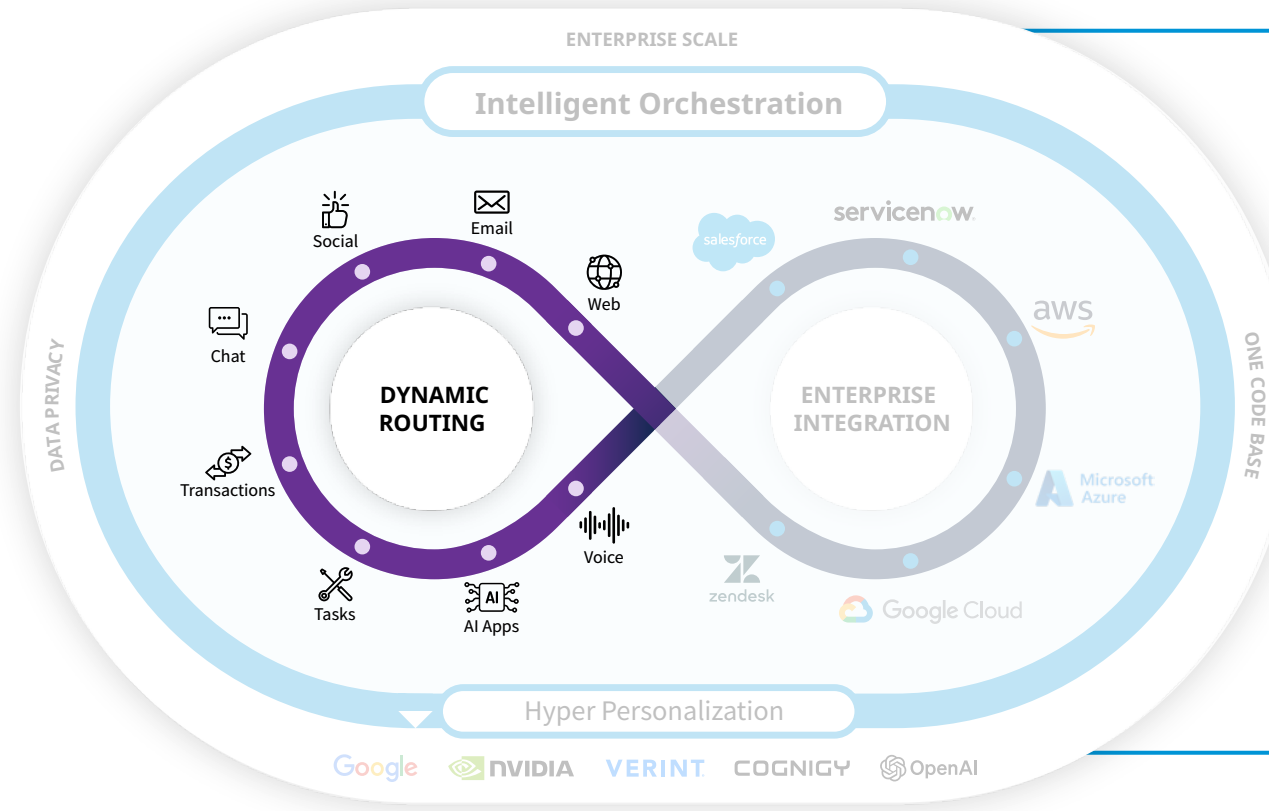 ENTERPRISE SCALE
Intelligent Orchestration
Social
Email
Web
Chat
Transactions
Tasks
AI
AI Apps
Voice
DYNAMIC
ROUTING
salesforce
servicenow
aws
ENTERPRISE
INTEGRATION
Microsoft
Azure
zendesk
Google Cloud
DATA PRIVACY
ONE CODE BASE
Hyper Personalization
Google
NVIDIA
VERINT
COGNIGY
OpenAI